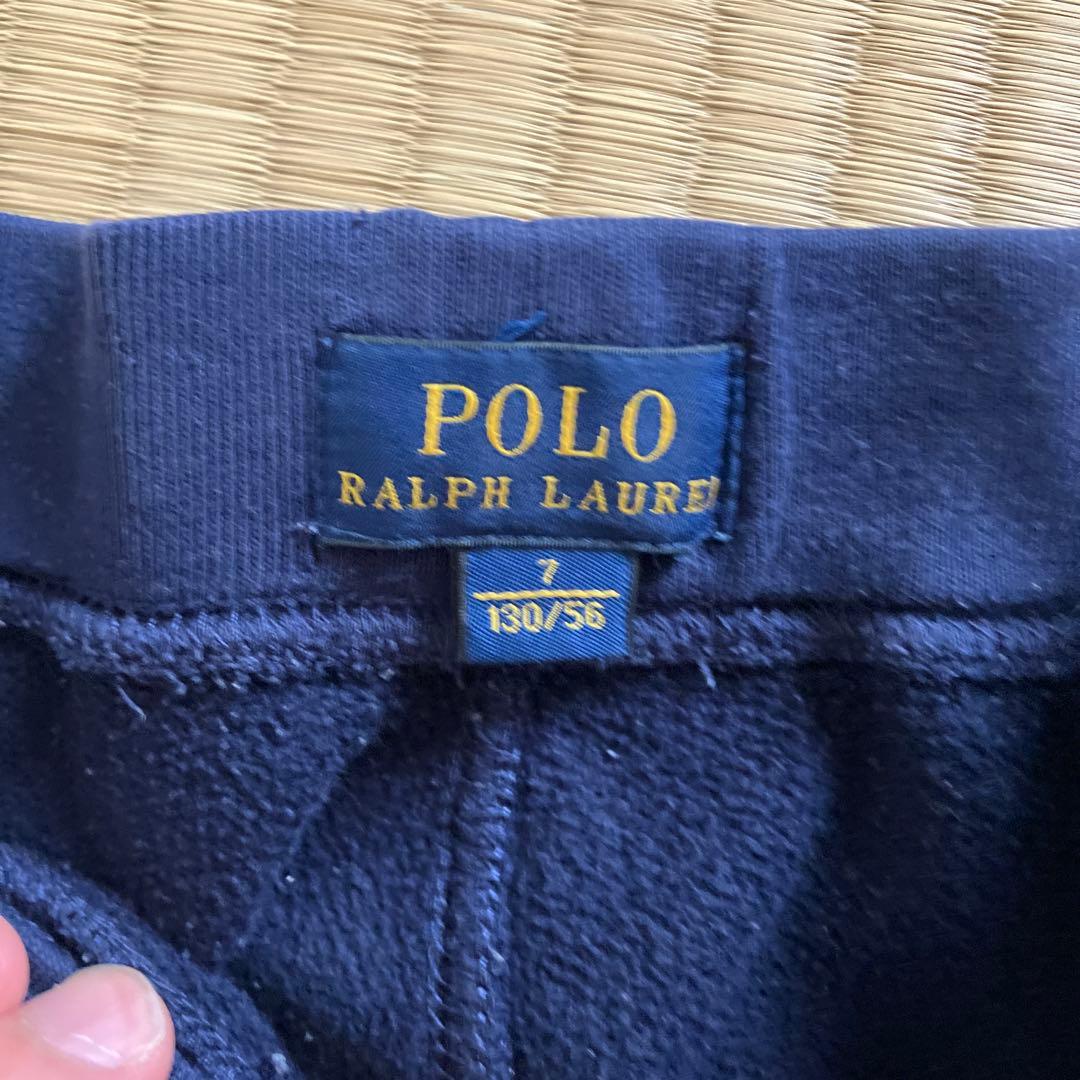 POLO
RALPH LAUREN
7
130/56